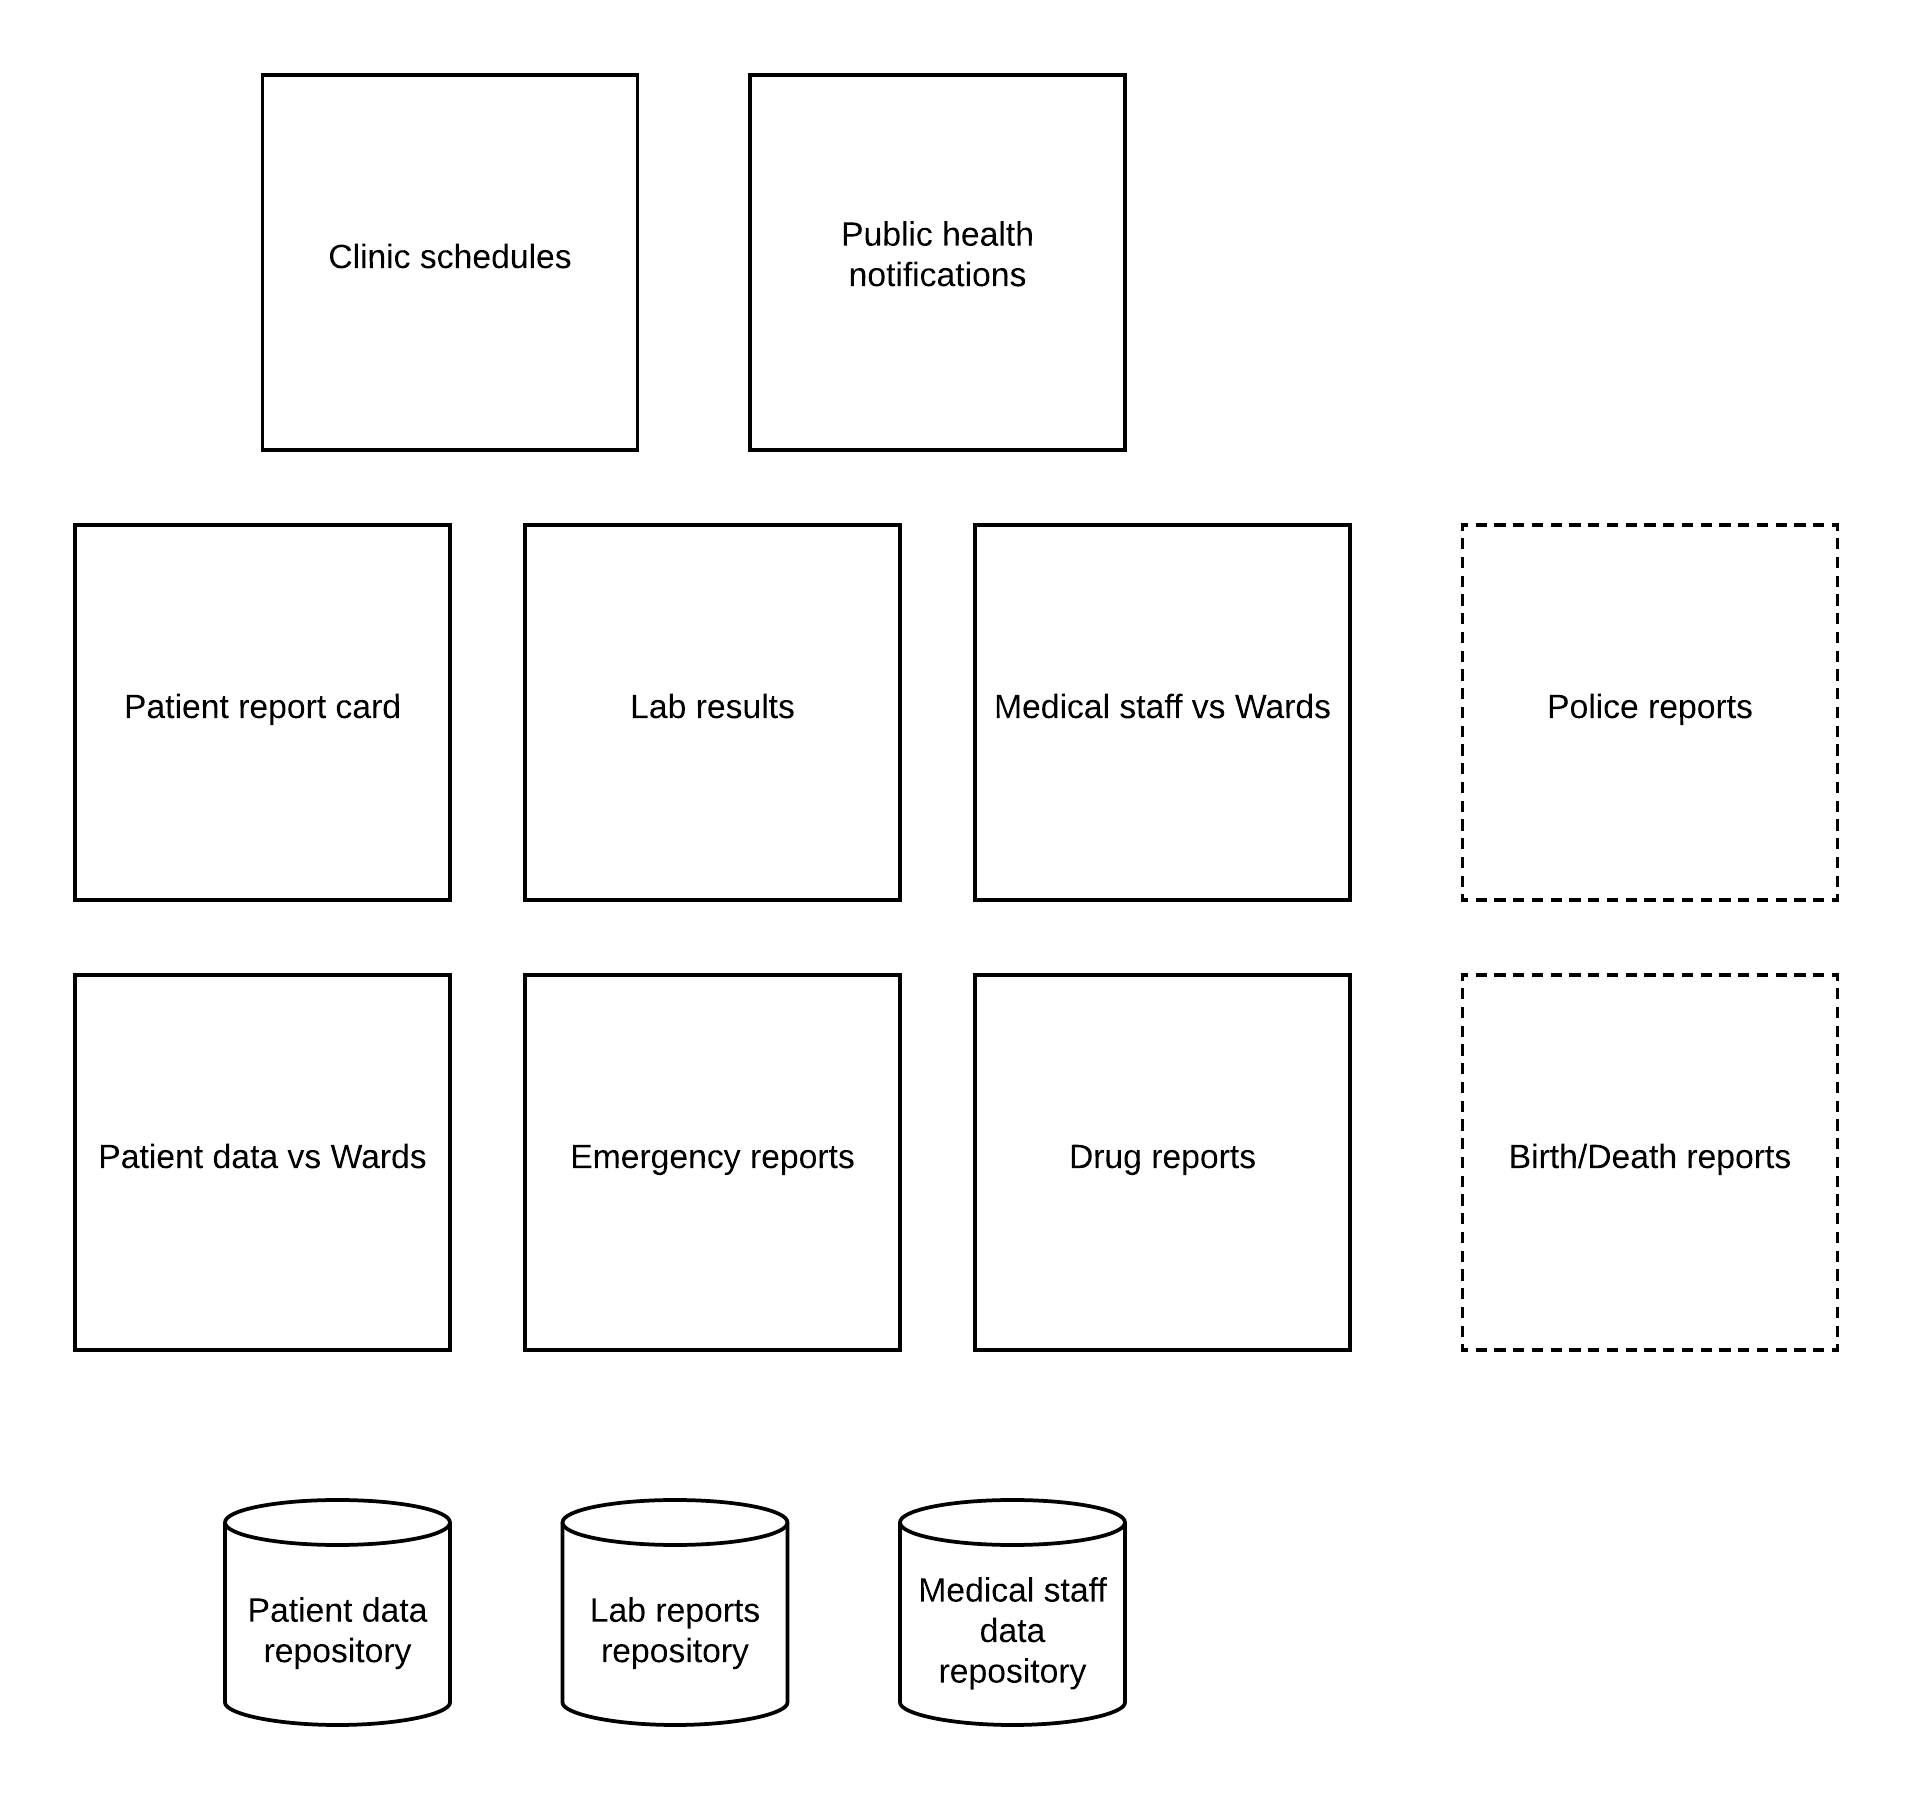 Clinic schedules
Public health
notifications
Patient report card
Lab results
Medical staff vs Wards
Police reports
Patient data vs Wards
Emergency reports
Drug reports
Birth/Death reports
Patient data
repository
Lab reports
repository
Medical staff
data
repository